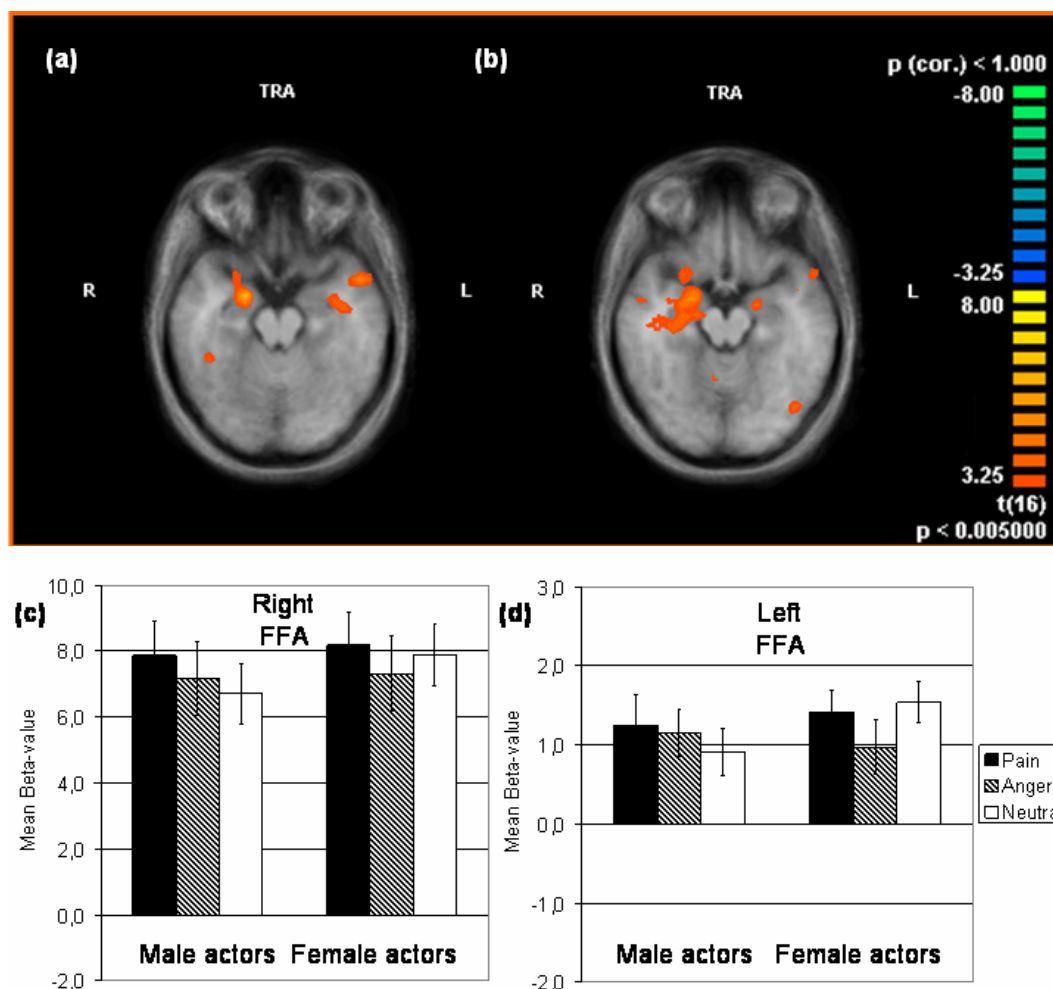 (a)
TRA
R
L
(b)
TRA
R
L
p (cor.) < 1.000
-8.00
-3.25
8.00
3.25
t(16)
p < 0.005000
(c)
Right
FFA
Mean Beta-value
10,0
8,0
6,0
4,0
2,0
0,0
-2,0
Male actors Female actors
(d)
Left
FFA
Mean Beta-value
3,0
2,0
1,0
0,0
-1,0
-2,0
Male actors Female actors
Pain
Anger
Neutra